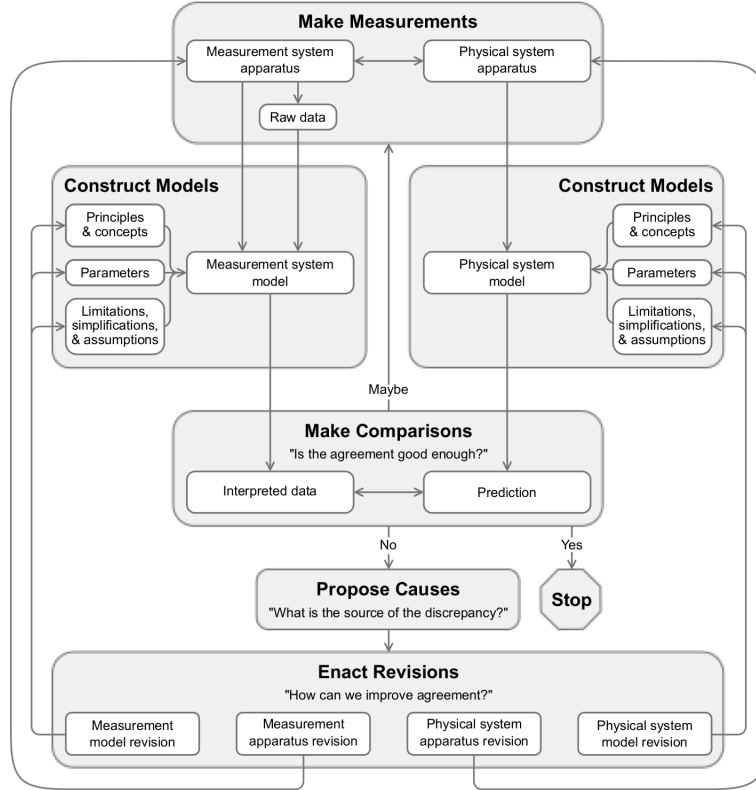 Make Measurements
Measurement system
apparatus
Physical system
apparatus
Raw data
Construct Models
Principles
& concepts
Parameters
Limitations,
simplifications,
& assumptions
Measurement system
model
Construct Models
Physical system
model
Principles
& concepts
Parameters
Limitations,
simplifications,
& assumptions
Maybe
Make Comparisons
"Is the agreement good enough?"
Interpreted data
Prediction
No
Yes
Propose Causes
"What is the source of the discrepancy?"
Stop
Enact Revisions
"How can we improve agreement?"
Measurement
model revision
Measurement
apparatus revision
Physical system
apparatus revision
Physical system
model revision